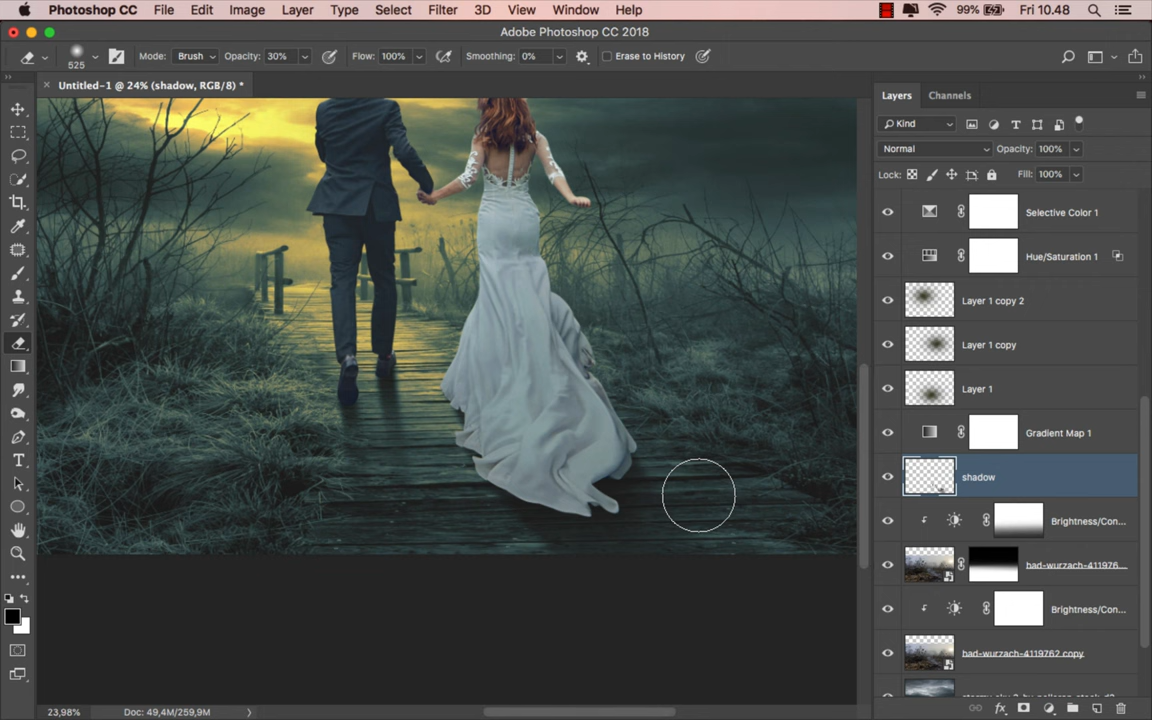 Photoshop CC File Edit Image Layer Type Select Filter 3D View Window Help 99% Fri 10.48
Adobe Photoshop CC 2018
525 Mode: Brush Opacity: 30% Flow: 100% Smoothing: 0% Erase to History
Untitled-1 @ 24% (shadow, RGB/8) *
Layers Channels
Kind
Normal Opacity: 100%
Lock: Fill: 100%
Selective Color 1
Hue/Saturation 1
Layer 1 copy 2
Layer 1 copy
Layer 1
Gradient Map 1
shadow
Brightness/Con...
bad-wurzach-411976...
Brightness/Con...
bad-wurzach-4119762 copy
23,98% Doc: 49,4M/259,9M